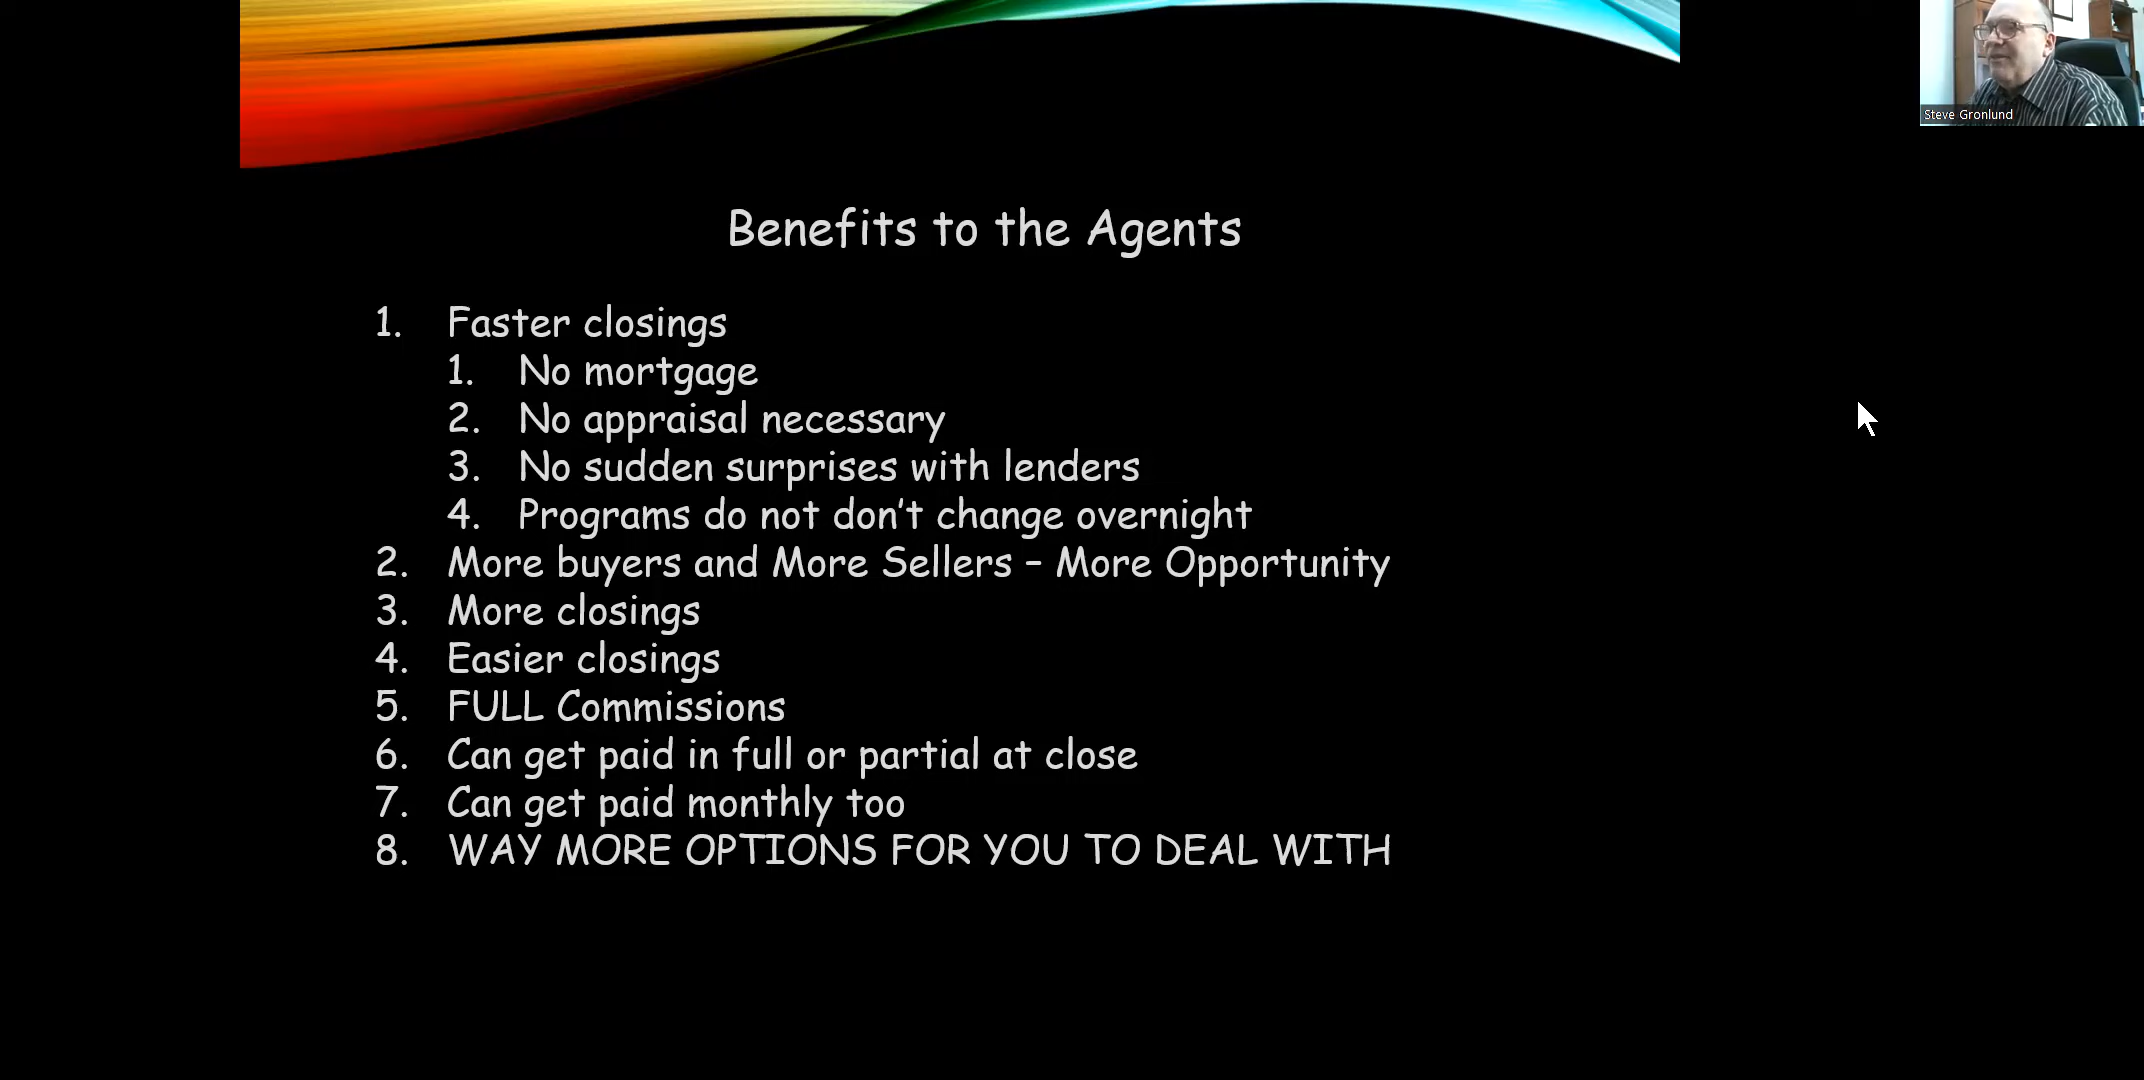 Steve Gronlund
Benefits to the Agents
1. Faster closings
1. No mortgage
2. No appraisal necessary
3. No sudden surprises with lenders
4. Programs do not don't change overnight
2. More buyers and More Sellers – More Opportunity
3. More closings
4. Easier closings
5. FULL Commissions
6. Can get paid in full or partial at close
7. Can get paid monthly too
8. WAY MORE OPTIONS FOR YOU TO DEAL WITH